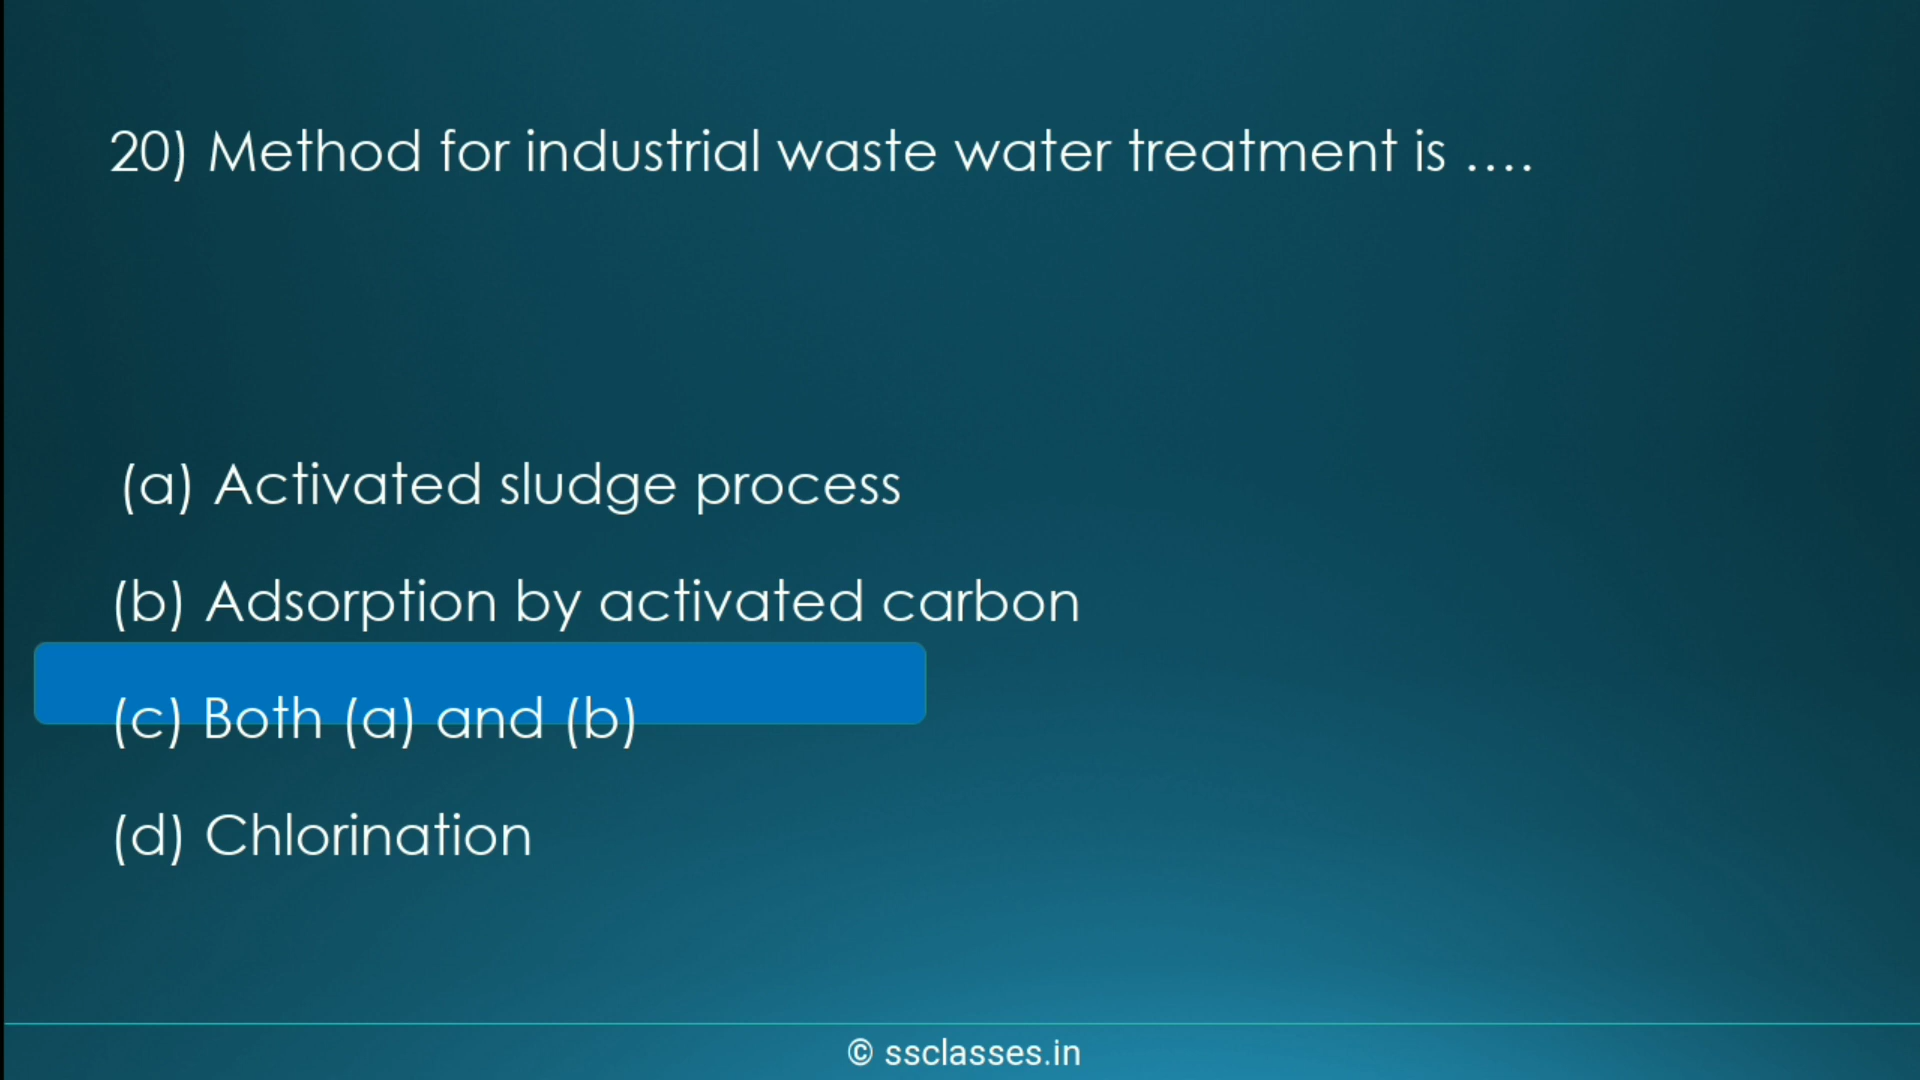 20) Method for industrial waste water treatment is ....
(a) Activated sludge process
(b) Adsorption by activated carbon
(c) Both (a) and (b)
(d) Chlorination
© ssclasses.in